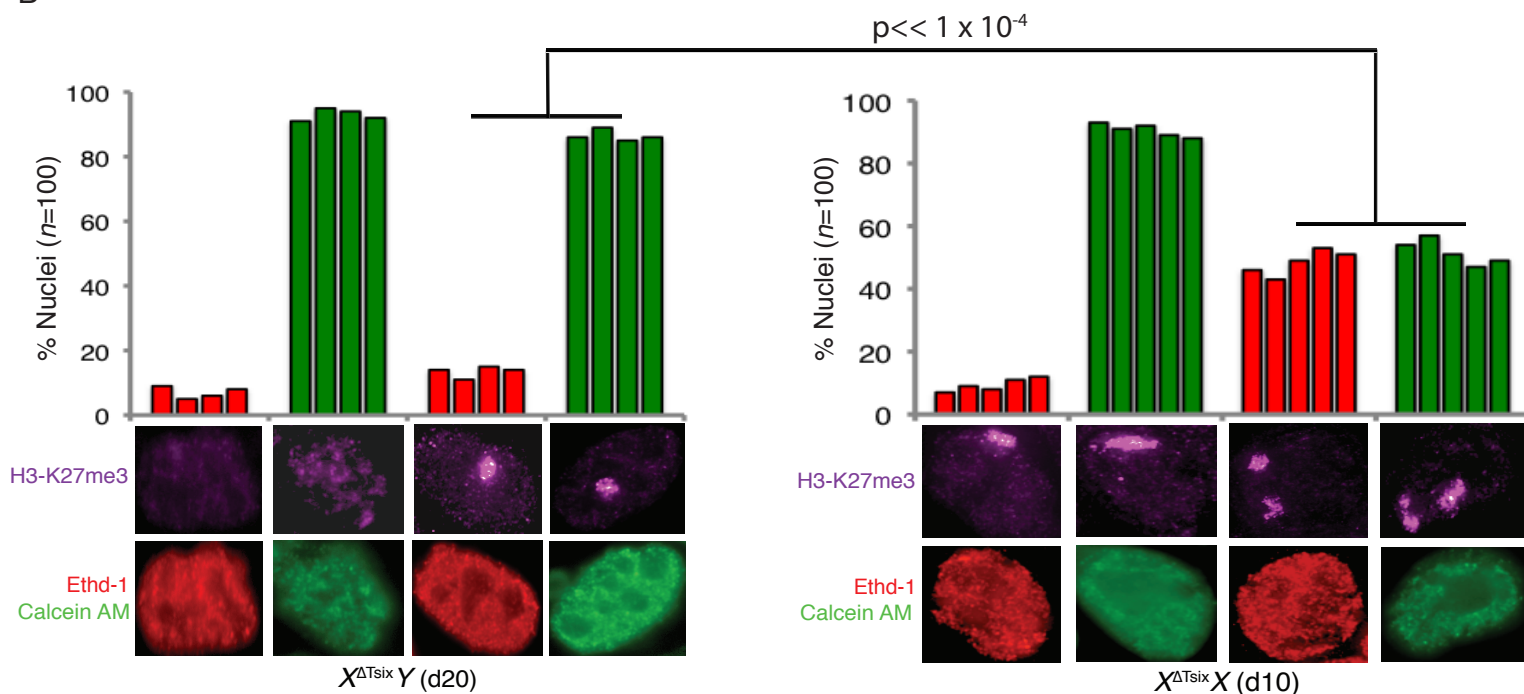 p<< 1 x 10-4
% Nuclei (n=100)
100
80
60
40
20
0
H3-K27me3
Ethd-1
Calcein AM
XΔTsixY (d20)
% Nuclei (n=100)
100
80
60
40
20
0
H3-K27me3
Ethd-1
Calcein AM
XΔTsixX (d10)